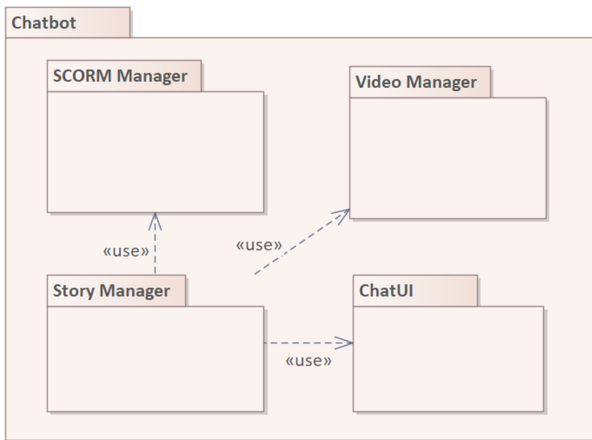 Chatbot
SCORM Manager
Video Manager
«use»
«use»
Story Manager
ChatUI
«use»